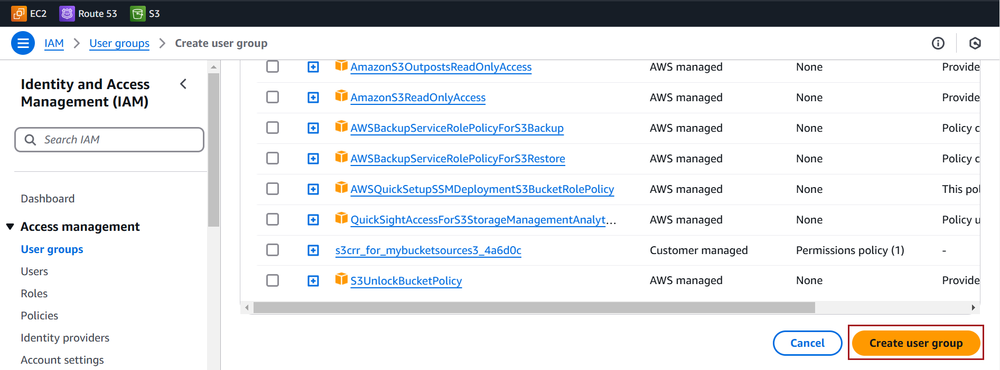 EC2 Route 53 S3
IAM User groups Create user group
Identity and Access
Management (IAM)
Search IAM
Dashboard
Access management
User groups
Users
Roles
Policies
Identity providers
Account settings
AmazonS3OutpostsReadOnlyAccess AWS managed None Provide
AmazonS3ReadOnlyAccess AWS managed None Provide
AWSBackupServiceRolePolicyForS3Backup AWS managed None Policy c
AWSBackupServiceRolePolicyForS3Restore AWS managed None Policy c
AWSQuickSetupSSMDeploymentS3BucketRolePolicy AWS managed None This pol
QuickSightAccessForS3StorageManagementAnalyt... AWS managed None Policy u
s3crr_for_mybucketsources3_4a6d0c Customer managed Permissions policy (1) -
S3UnlockBucketPolicy AWS managed None Provide
Cancel Create user group